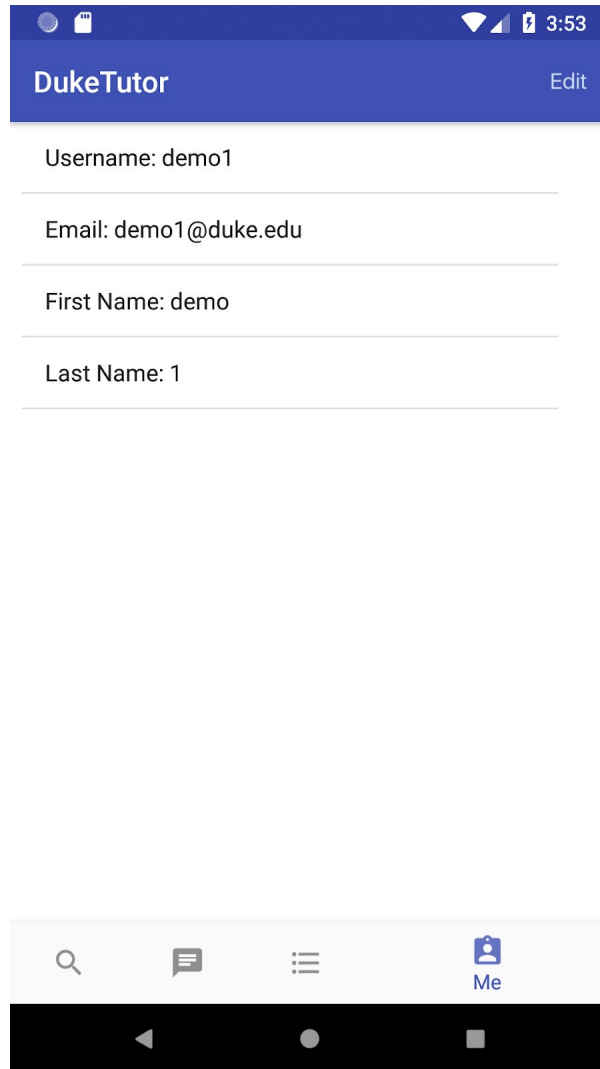 3:53
DukeTutor Edit
Username: demo1
Email: demo1@duke.edu
First Name: demo
Last Name: 1
Me